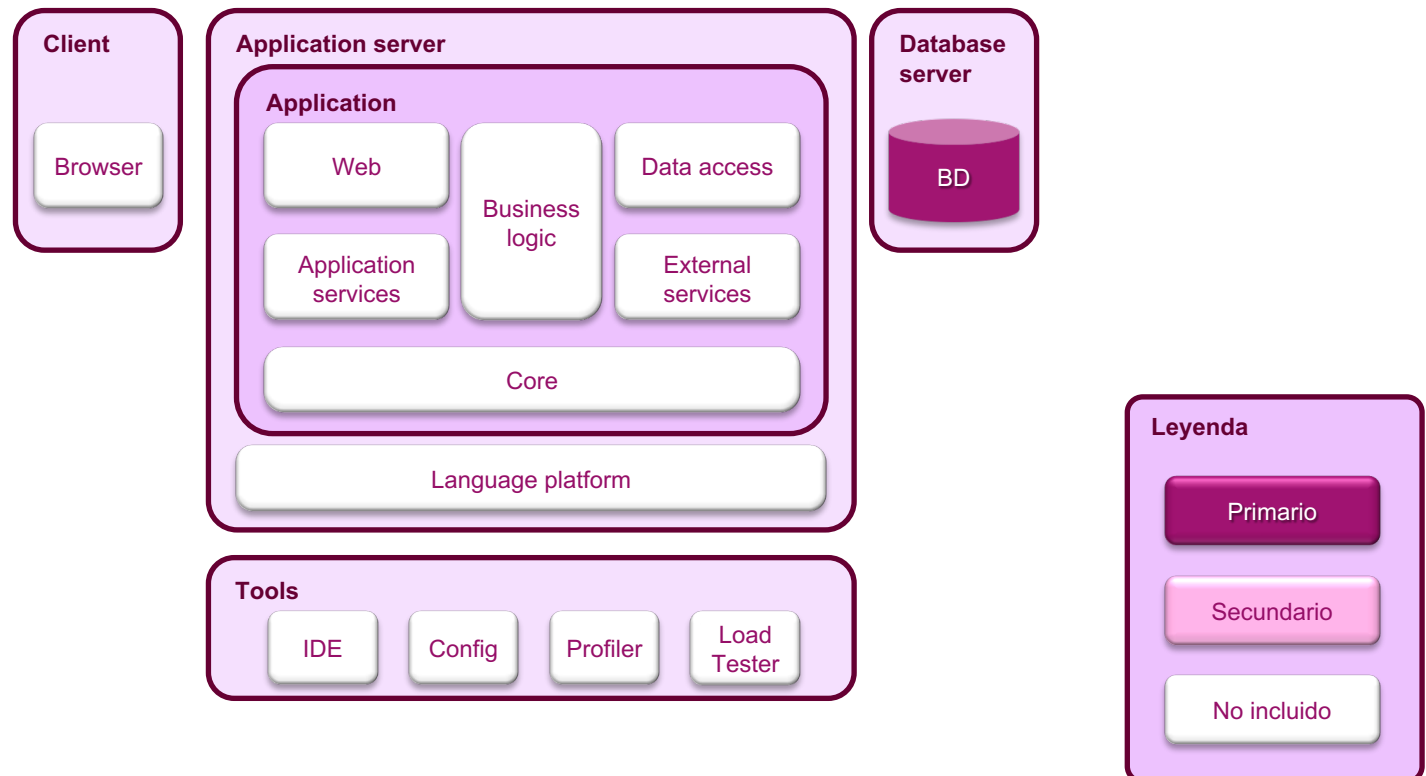 Client
Browser
Application server
Application
Web
Business
logic
Data access
Application
services
External
services
Core
Language platform
Database
server
BD
Tools
IDE
Config
Profiler
Load
Tester
Leyenda
Primario
Secundario
No incluido